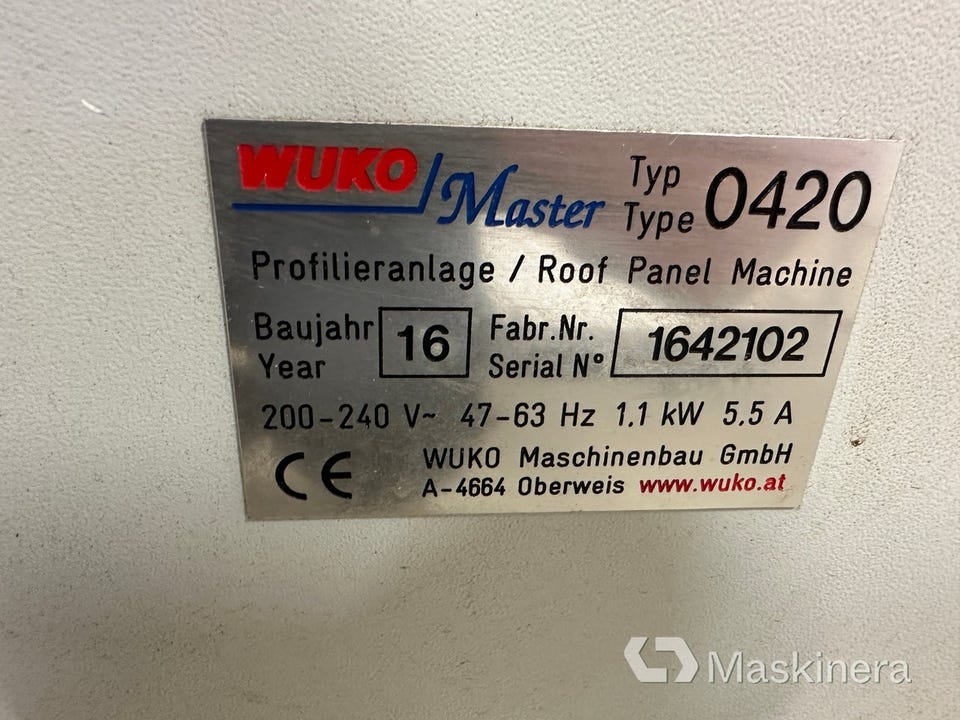 WUKO Master Typ Type 0420
Profilieranlage / Roof Panel Machine
Baujahr Year 16 Fabr.Nr. Serial N° 1642102
200-240 V~ 47-63 Hz 1.1 kW 5.5 A
CE WUKO Maschinenbau GmbH
A-4664 Oberweis www.wuko.at
Maskinera